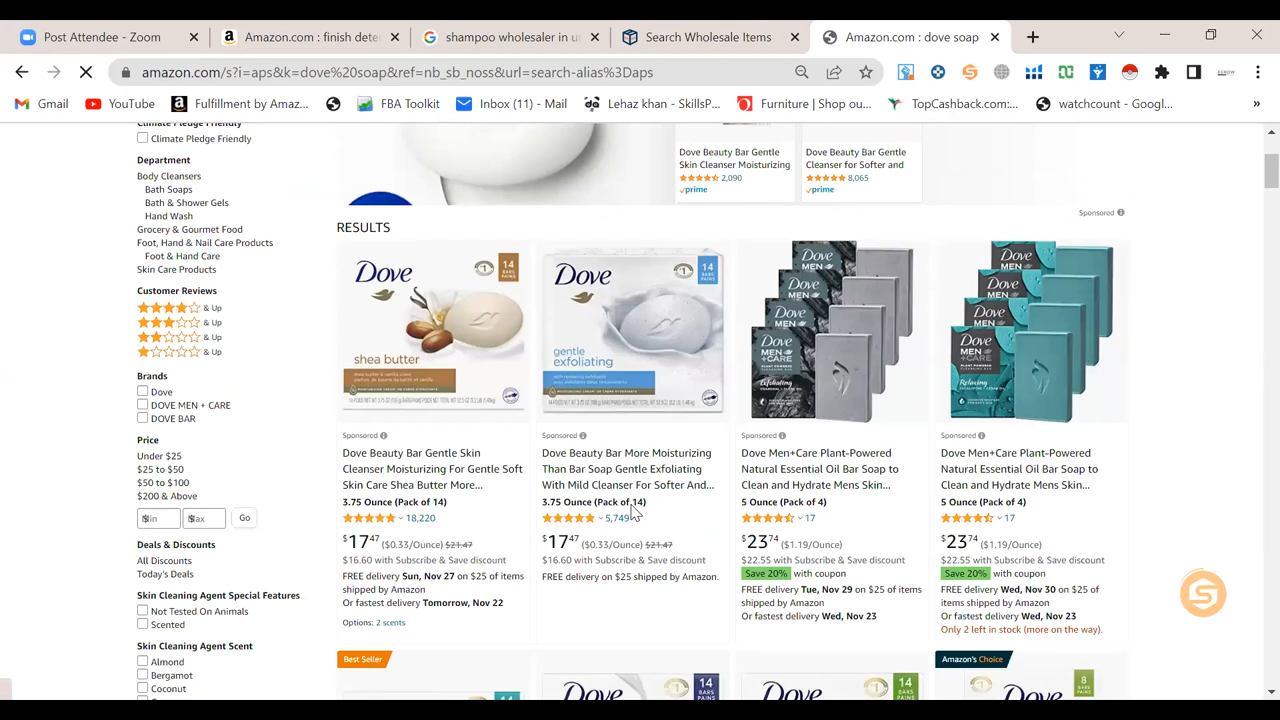 Post Attendee - Zoom
Amazon.com : finish dete
shampoo wholesaler in u
Search Wholesale Items
Amazon.com : dove soap
amazon.com/s?i=aps&k=dove%20soap&ref=nb_sb_noss&url=search-alias%3Daps
Gmail
YouTube
Fulfillment by Amaz...
FBA Toolkit
Inbox (11) - Mail
Lehaz khan - SkillsP...
Furniture | Shop ou...
TopCashback.com:...
watchcount - Googl...
Climate Pledge Friendly
Climate Pledge Friendly
Department
Body Cleansers
Bath Soaps
Bath & Shower Gels
Hand Wash
Grocery & Gourmet Food
Foot, Hand & Nail Care Products
Foot & Hand Care
Skin Care Products
Customer Reviews
& Up
& Up
& Up
& Up
Brands
Dove
DOVE MEN + CARE
DOVE BAR
Price
Under $25
$25 to $50
$50 to $100
$200 & Above
Go
Deals & Discounts
All Discounts
Today's Deals
Skin Cleansing Agent Special Features
Not Tested On Animals
Scented
Skin Cleansing Agent Scent
Almond
Bergamot
Coconut
Dove Beauty Bar Gentle
Skin Cleanser Moisturizing
2,090
prime
Dove Beauty Bar Gentle
Cleanser for Softer and
8,065
prime
Sponsored
RESULTS
Dove
14
BARS
shea butter
Sponsored
Dove Beauty Bar Gentle Skin
Cleanser Moisturizing For Gentle Soft
Skin Care Shea Butter More...
3.75 Ounce (Pack of 14)
18,220
$17.47 ($0.33/Ounce) $21.47
$16.60 with Subscribe & Save discount
FREE delivery Sun, Nov 27 on $25 of items
shipped by Amazon
Or fastest delivery Tomorrow, Nov 22
Options: 2 scents
Dove
14
BARS
gentle
exfoliating
Sponsored
Dove Beauty Bar More Moisturizing
Than Bar Soap Gentle Exfoliating
With Mild Cleanser For Softer And...
3.75 Ounce (Pack of 14)
5,749
$17.47 ($0.33/Ounce) $21.47
$16.60 with Subscribe & Save discount
FREE delivery on $25 shipped by Amazon.
DOVE
MEN
+CARE
Exfoliating
Sponsored
Dove Men+Care Plant-Powered
Natural Essential Oil Bar Soap to
Clean and Hydrate Mens Skin...
5 Ounce (Pack of 4)
17
$23.74 ($1.19/Ounce)
$22.55 with Subscribe & Save discount
Save 20% with coupon
FREE delivery Tue, Nov 29 on $25 of items
shipped by Amazon
Or fastest delivery Wed, Nov 23
DOVE
MEN
+CARE
Relaxing
Sponsored
Dove Men+Care Plant-Powered
Natural Essential Oil Bar Soap to
Clean and Hydrate Mens Skin...
5 Ounce (Pack of 4)
17
$23.74 ($1.19/Ounce)
$22.55 with Subscribe & Save discount
Save 20% with coupon
FREE delivery Wed, Nov 30 on $25 of
items shipped by Amazon
Or fastest delivery Wed, Nov 23
Only 2 left in stock (more on the way).
Best Seller
Dove
14
BARS
Dove
14
BARS
Amazon's Choice
Dove
8
BARS